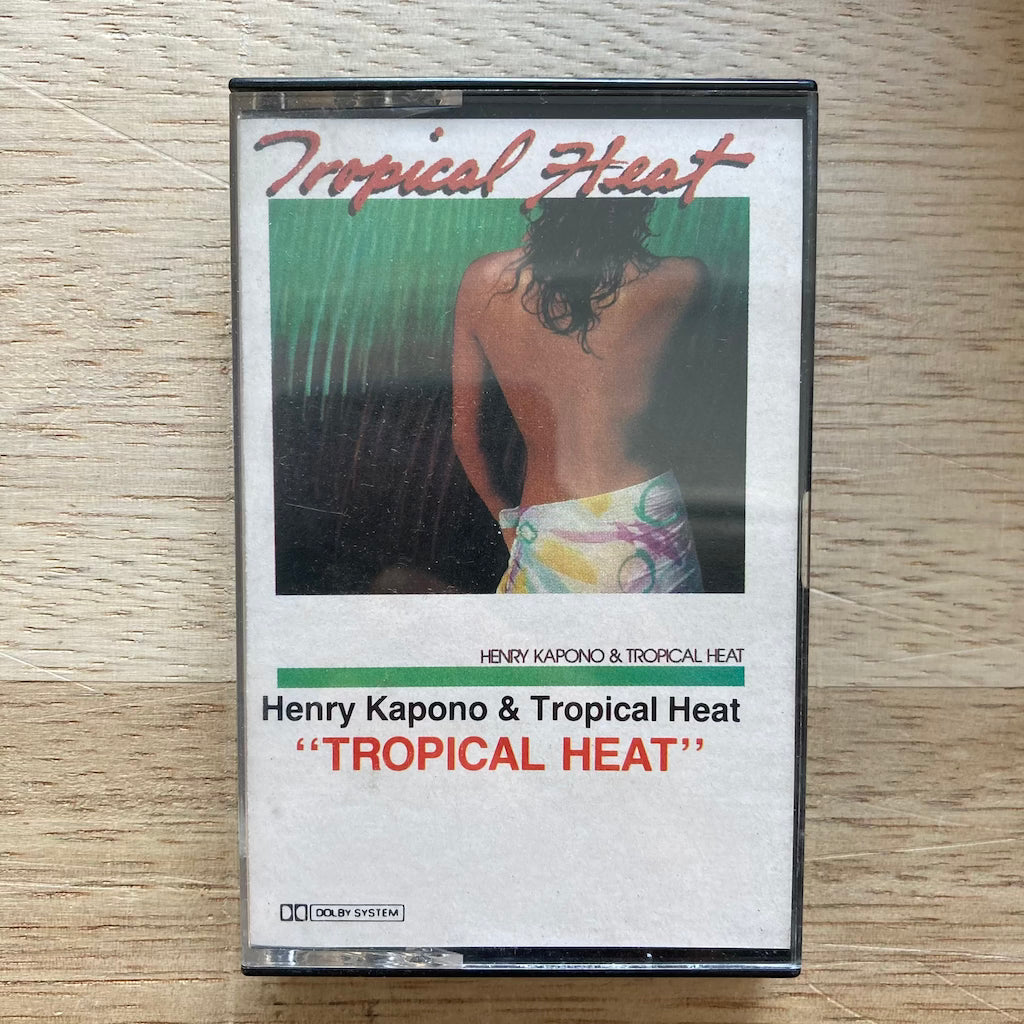 Tropical Heat
HENRY KAPONO & TROPICAL HEAT
Henry Kapono & Tropical Heat
“TROPICAL HEAT”
DOLBY SYSTEM